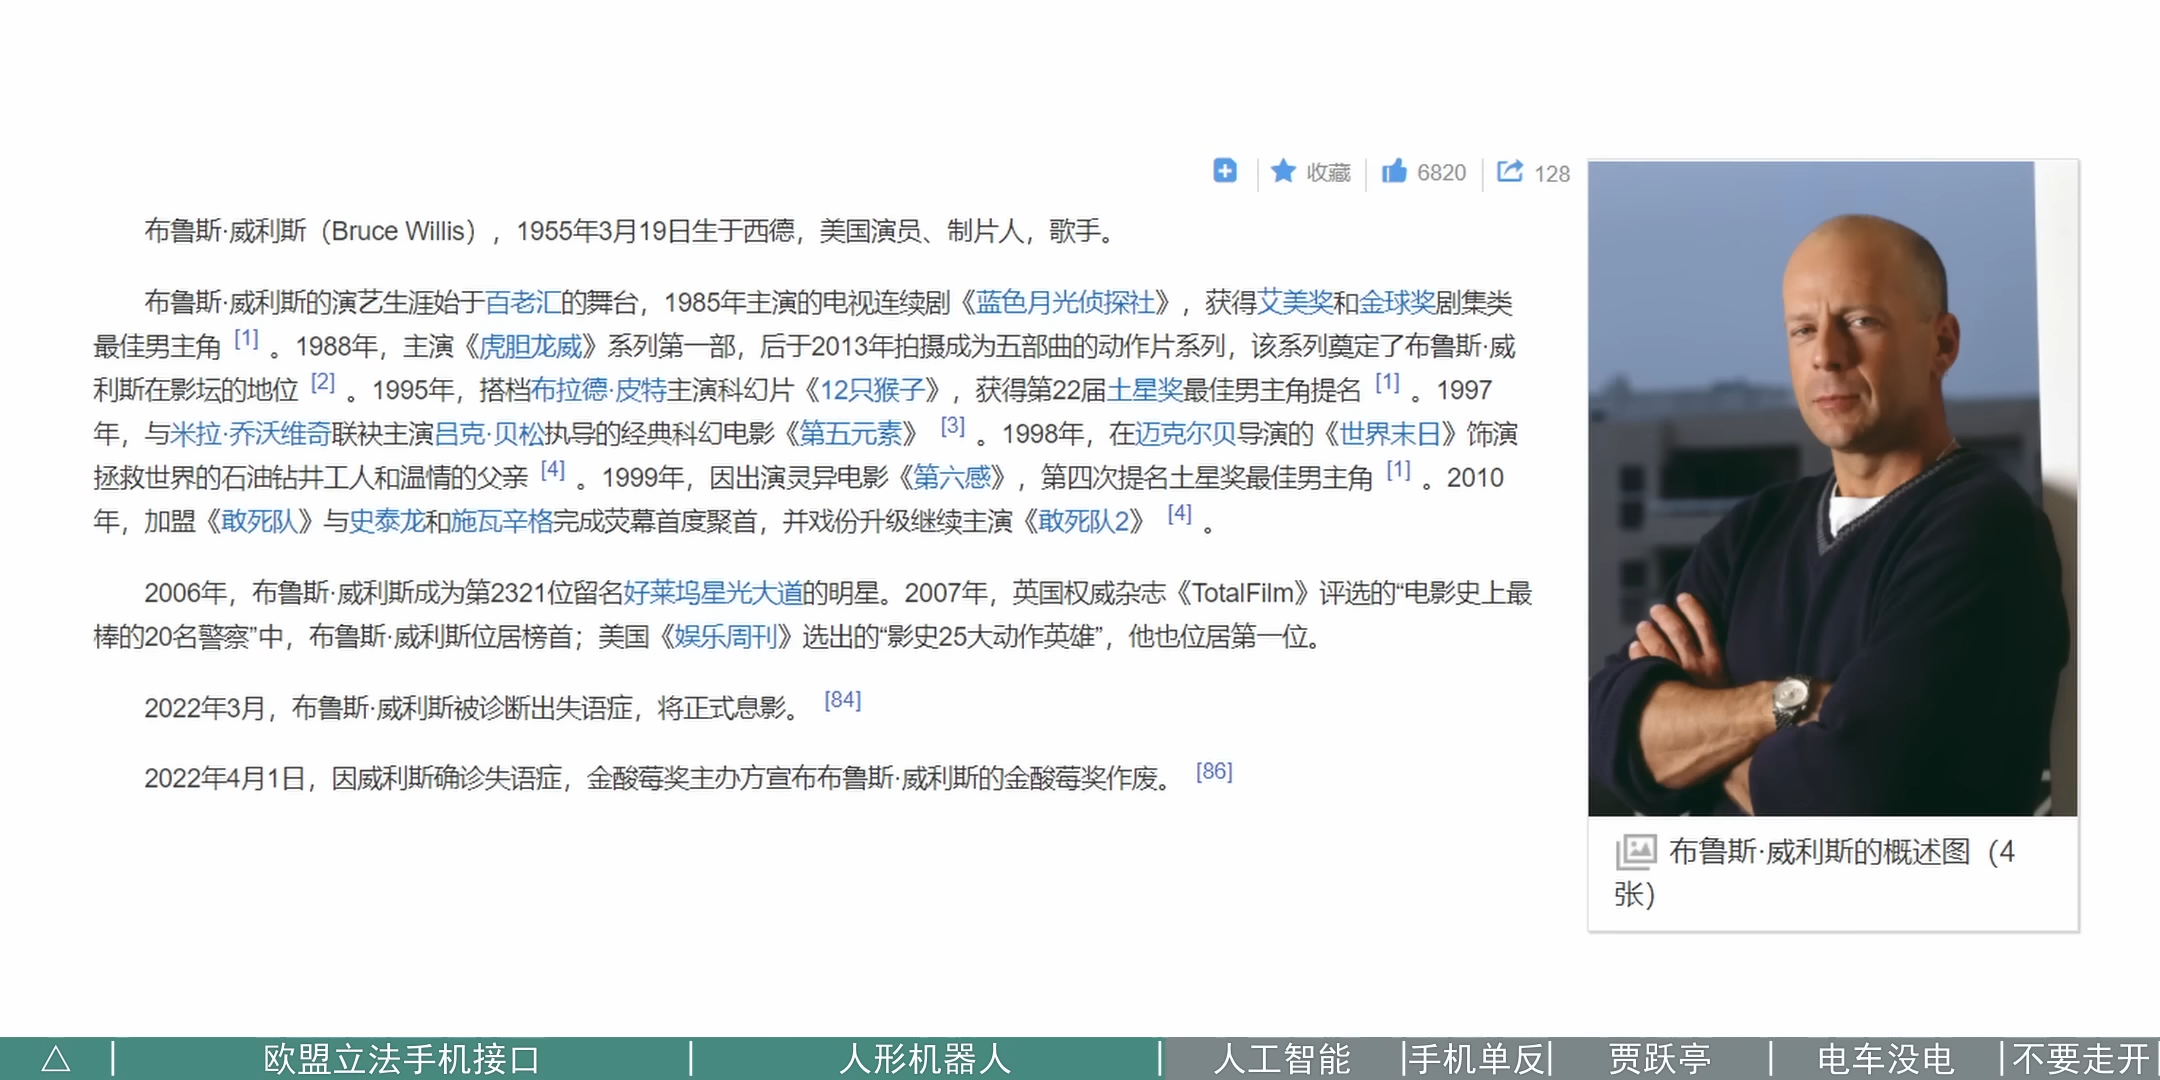 收藏 6820 128
布鲁斯·威利斯（Bruce Willis），1955年3月19日生于西德，美国演员、制片人，歌手。
布鲁斯·威利斯的演艺生涯始于百老汇的舞台，1985年主演的电视连续剧《蓝色月光侦探社》，获得艾美奖和金球奖剧集类
最佳男主角 [1] 。1988年，主演《虎胆龙威》系列第一部，后于2013年拍摄成为五部曲的动作片系列，该系列奠定了布鲁斯·威
利斯在影坛的地位 [2] 。1995年，搭档布拉德·皮特主演科幻片《12只猴子》，获得第22届土星奖最佳男主角提名 [1] 。1997
年，与米拉·乔沃维奇联袂主演吕克·贝松执导的经典科幻电影《第五元素》 [3] 。1998年，在迈克尔贝导演的《世界末日》饰演
拯救世界的石油钻井工人和温情的父亲 [4] 。1999年，因出演灵异电影《第六感》，第四次提名土星奖最佳男主角 [1] 。2010
年，加盟《敢死队》与史泰龙和施瓦辛格完成荧幕首度聚首，并戏份升级继续主演《敢死队2》 [4] 。
2006年，布鲁斯·威利斯成为第2321位留名好莱坞星光大道的明星。2007年，英国权威杂志《TotalFilm》评选的“电影史上最
棒的20名警察”中，布鲁斯·威利斯位居榜首；美国《娱乐周刊》选出的“影史25大动作英雄”，他也位居第一位。
2022年3月，布鲁斯·威利斯被诊断出失语症，将正式息影。 [84]
2022年4月1日，因威利斯确诊失语症，金酸莓奖主办方宣布布鲁斯·威利斯的金酸莓奖作废。 [86]
布鲁斯·威利斯的概述图（4
张）
△ | 欧盟立法手机接口 | 人形机器人 | 人工智能 | 手机单反 | 贾跃亭 | 电车没电 | 不要走开